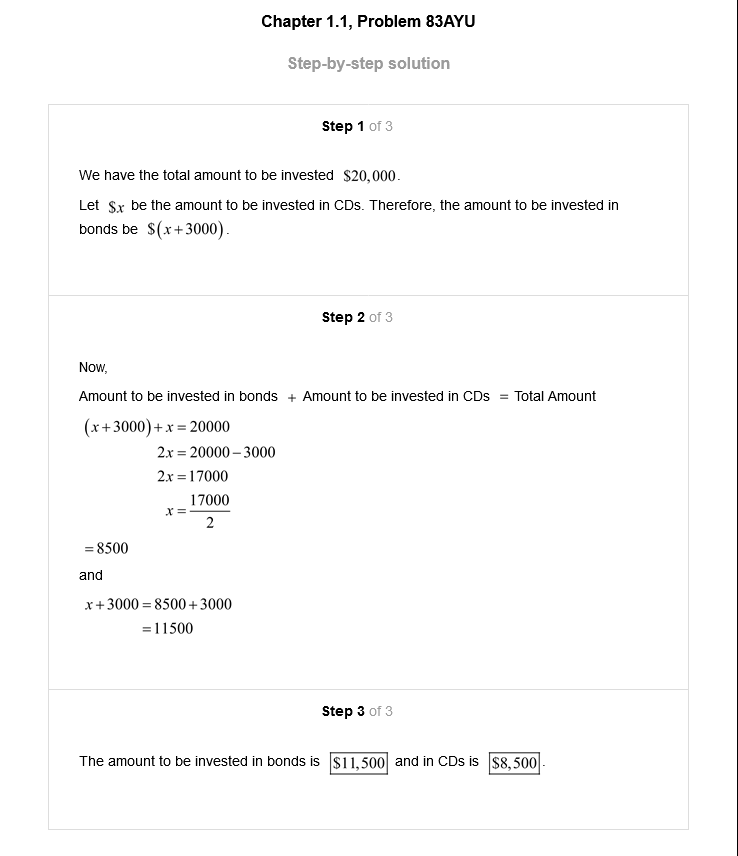 Chapter 1.1, Problem 83AYU
Step-by-step solution
Step 1 of 3
We have the total amount to be invested $20,000.
Let $x be the amount to be invested in CDs. Therefore, the amount to be invested in
bonds be $(x+3000).
Step 2 of 3
Now,
Amount to be invested in bonds + Amount to be invested in CDs = Total Amount
(x+3000)+x=20000
2x=20000−3000
2x=17000
x=17000/2
=8500
and
x+3000=8500+3000
=11500
Step 3 of 3
The amount to be invested in bonds is $11,500 and in CDs is $8,500.